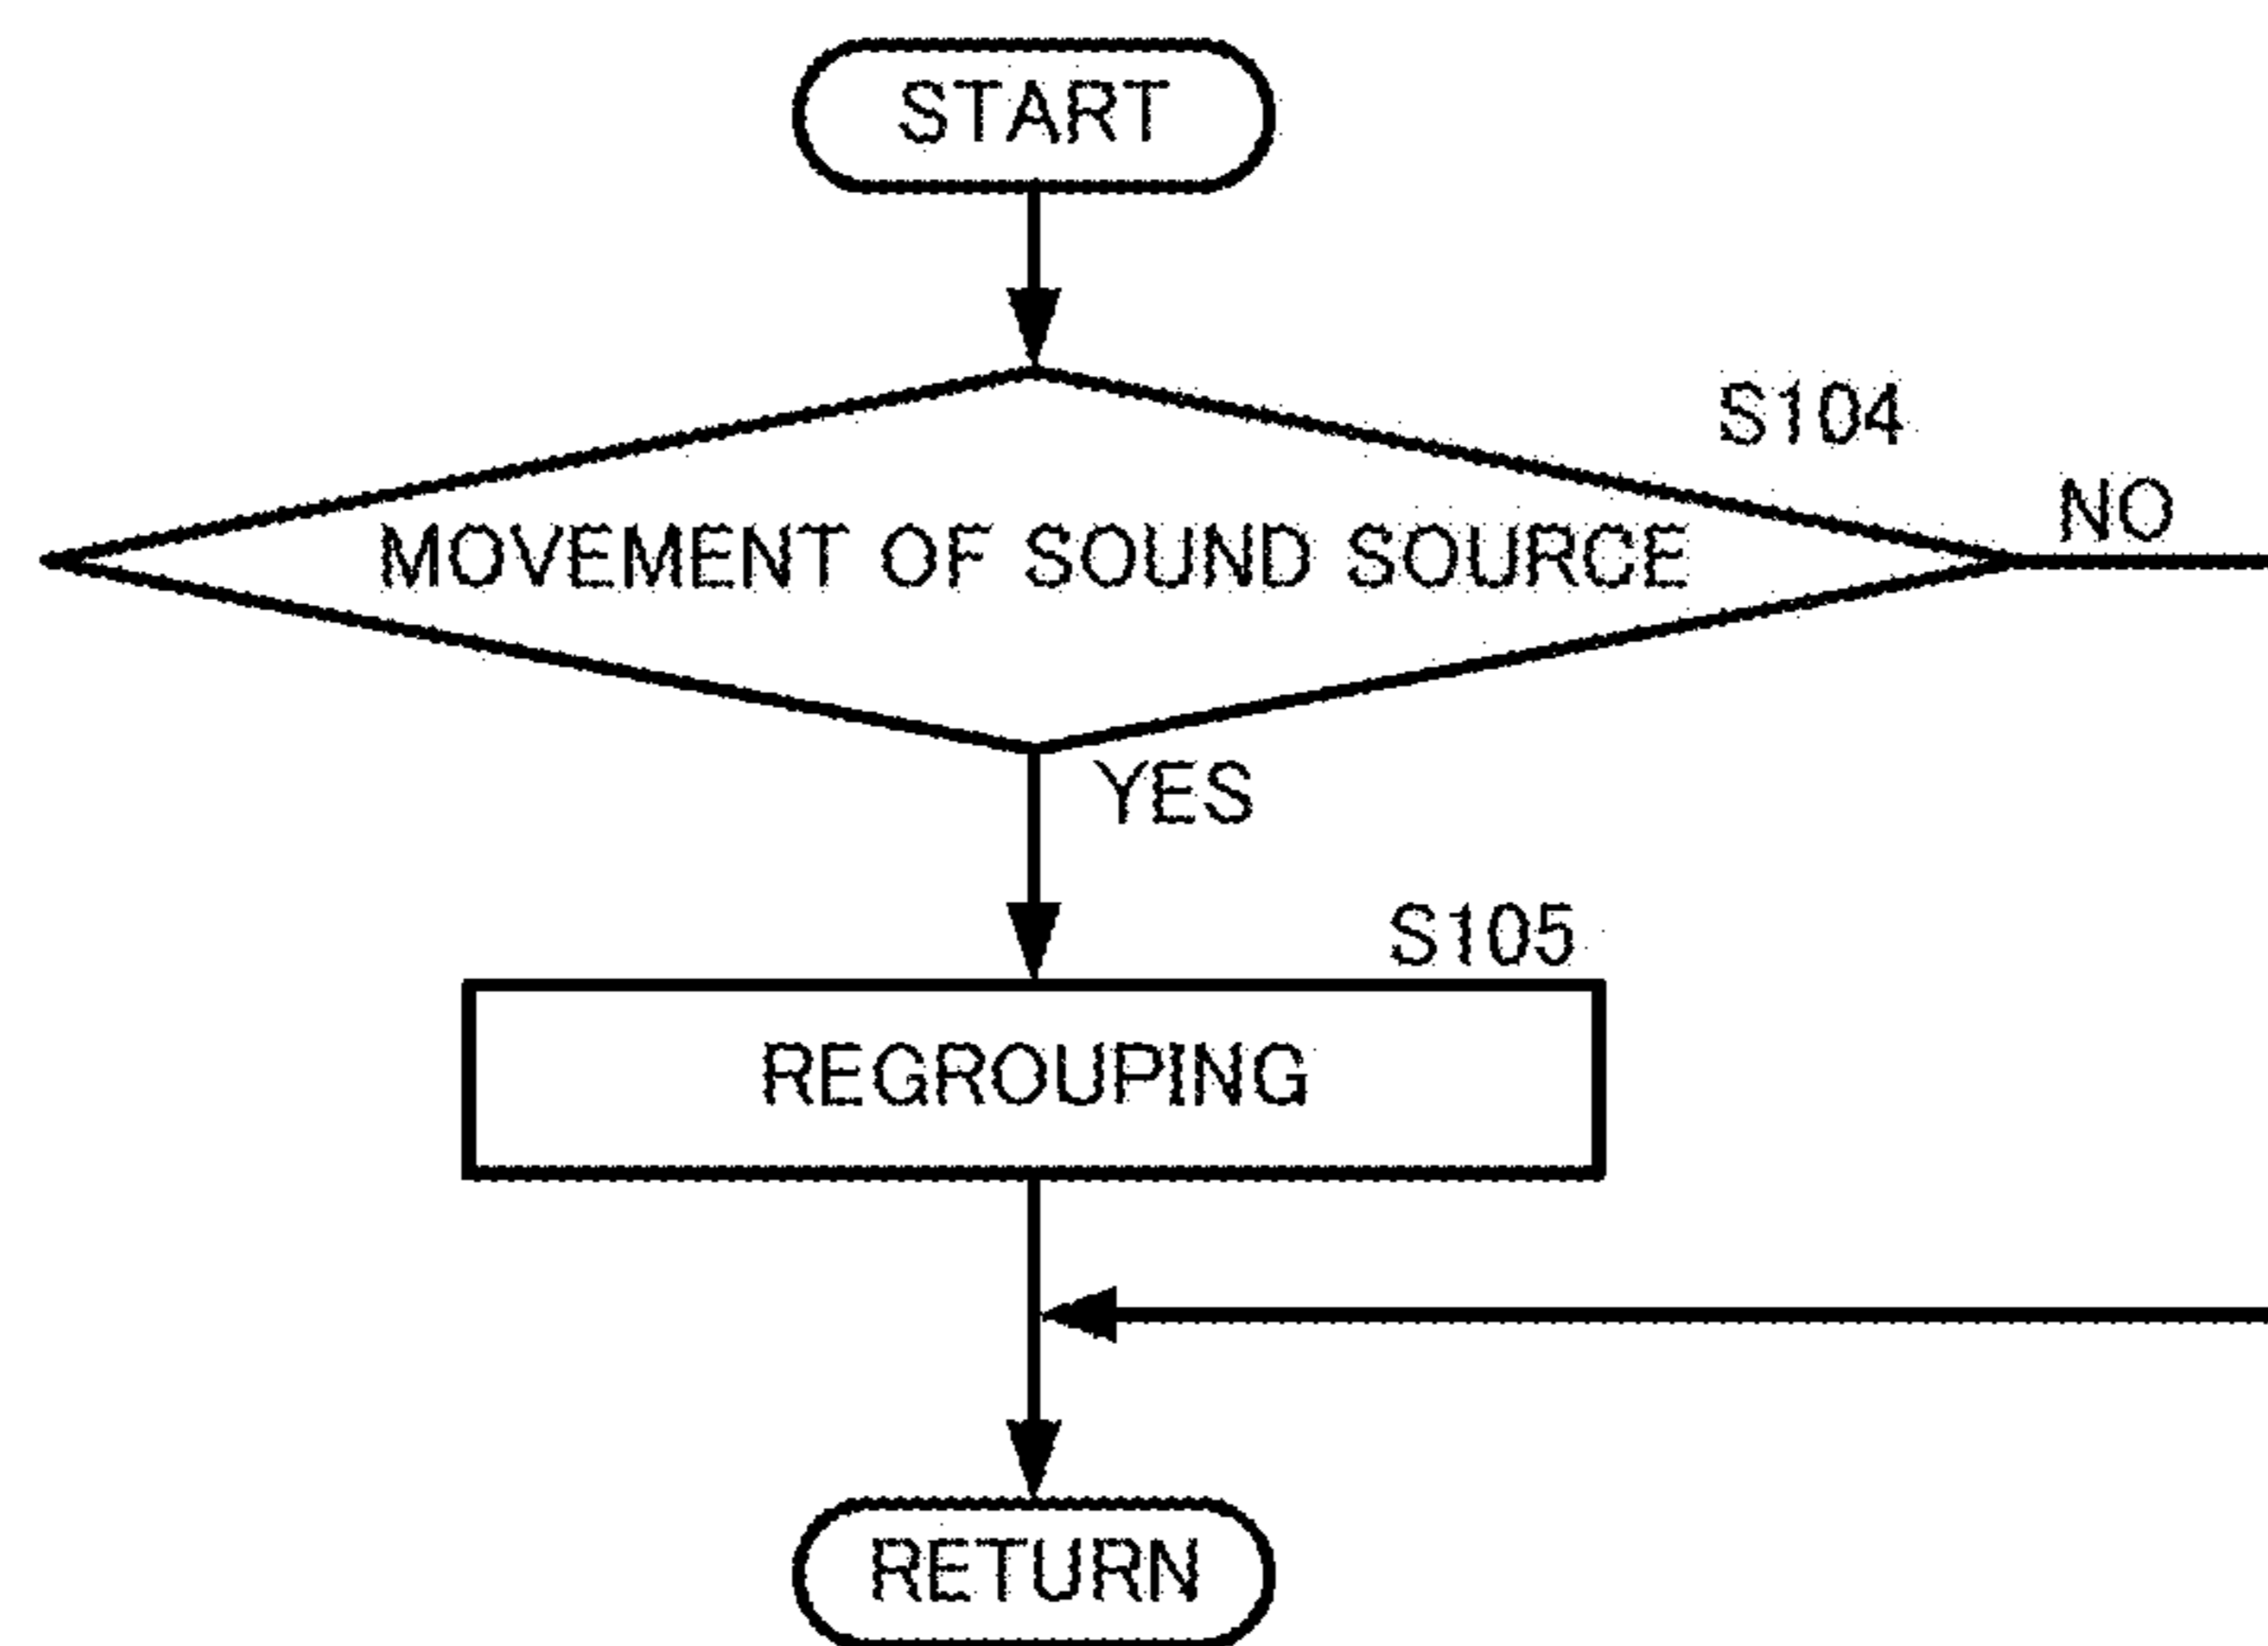 START
S104
NO
MOVEMENT OF SOUND SOURCE
YES
S105
REGROUPING
RETURN